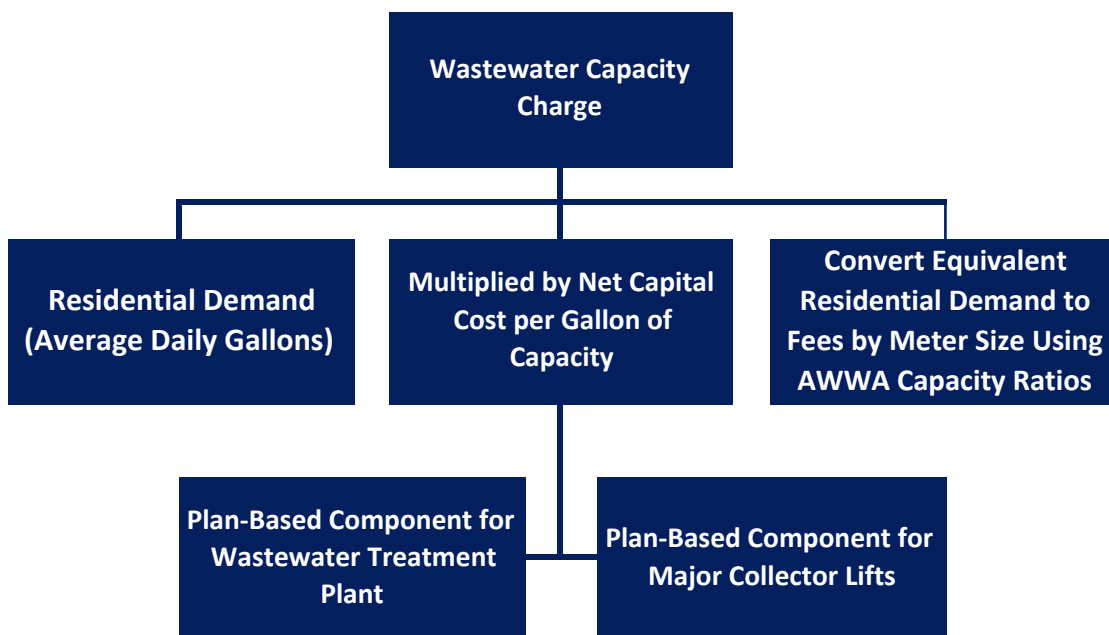 Wastewater Capacity
Charge
Residential Demand
(Average Daily Gallons)
Multiplied by Net Capital
Cost per Gallon of
Capacity
Convert Equivalent
Residential Demand to
Fees by Meter Size Using
AWWA Capacity Ratios
Plan-Based Component for
Wastewater Treatment
Plant
Plan-Based Component for
Major Collector Lifts